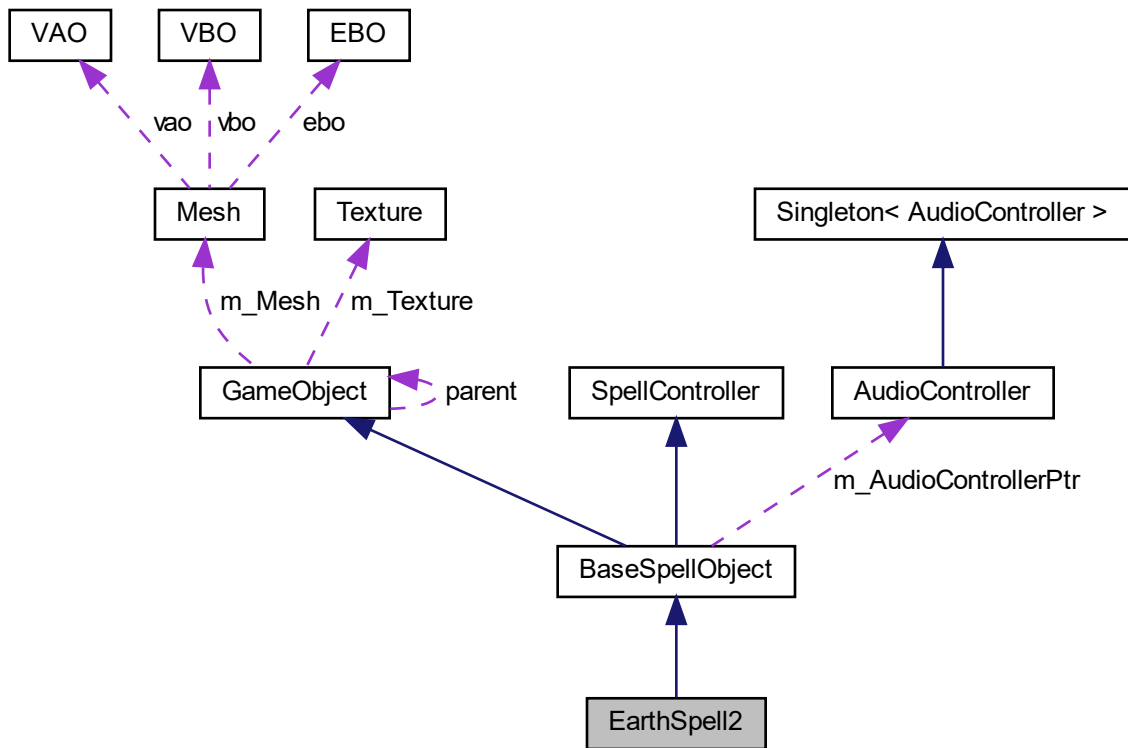 VAO
VBO
EBO
vao
vbo
ebo
Mesh
Texture
Singleton< AudioController >
m_Mesh
m_Texture
GameObject
parent
SpellController
AudioController
m_AudioControllerPtr
BaseSpellObject
EarthSpell2